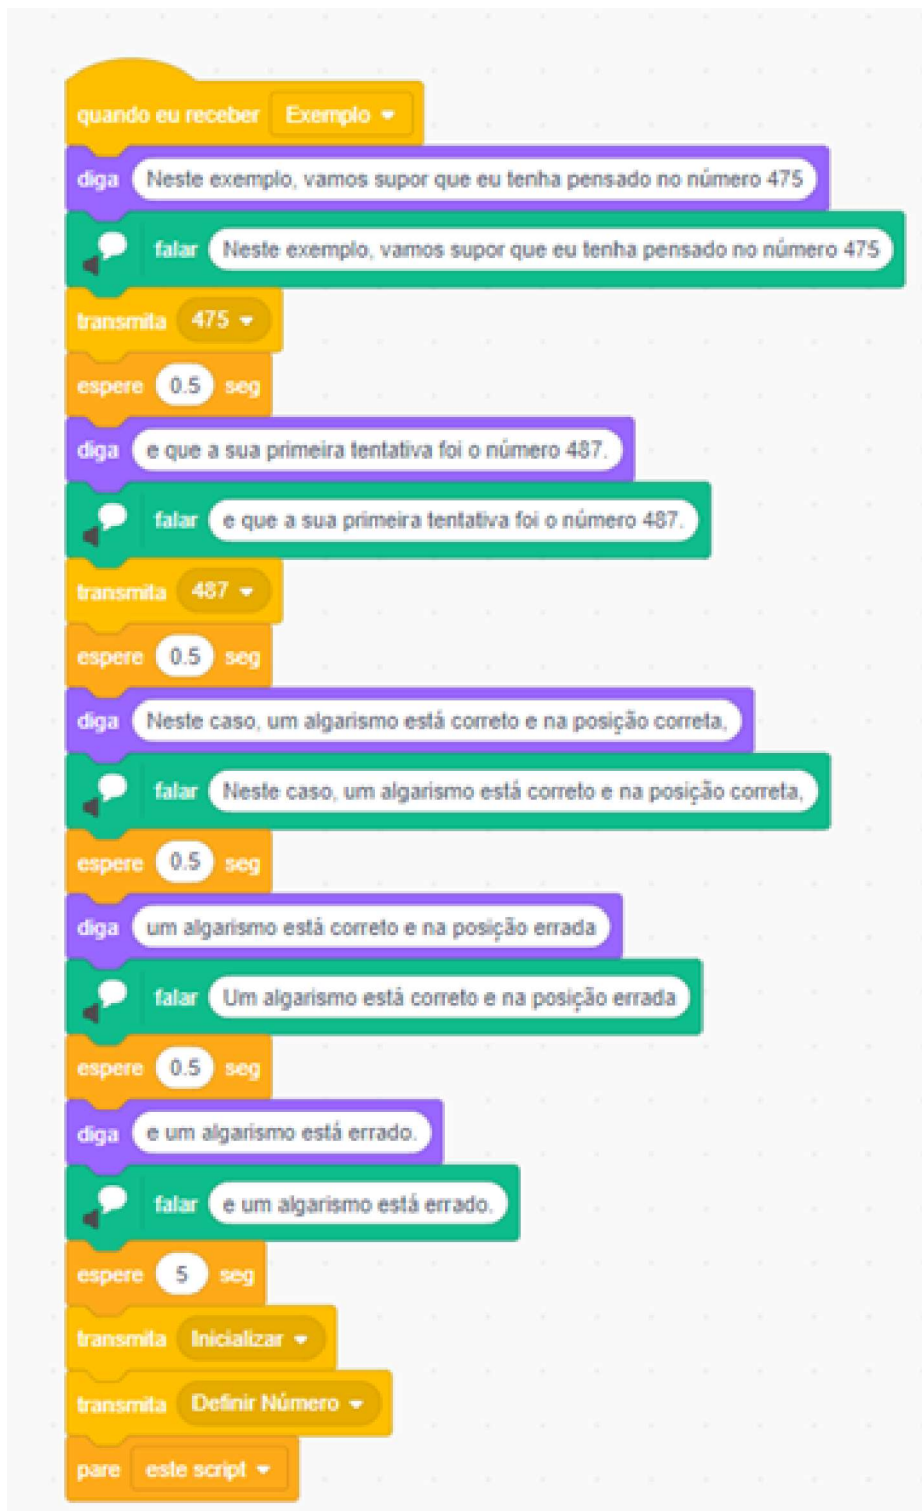 quando eu receber Exemplo
diga Neste exemplo, vamos supor que eu tenha pensado no número 475
falar Neste exemplo, vamos supor que eu tenha pensado no número 475
transmita 475
espere 0.5 seg
diga e que a sua primeira tentativa foi o número 487.
falar e que a sua primeira tentativa foi o número 487.
transmita 487
espere 0.5 seg
diga Neste caso, um algarismo está correto e na posição correta,
falar Neste caso, um algarismo está correto e na posição correta,
espere 0.5 seg
diga um algarismo está correto e na posição errada
falar Um algarismo está correto e na posição errada
espere 0.5 seg
diga e um algarismo está errado.
falar e um algarismo está errado.
espere 5 seg
transmita Inicializar
transmita Definir Número
pare este script